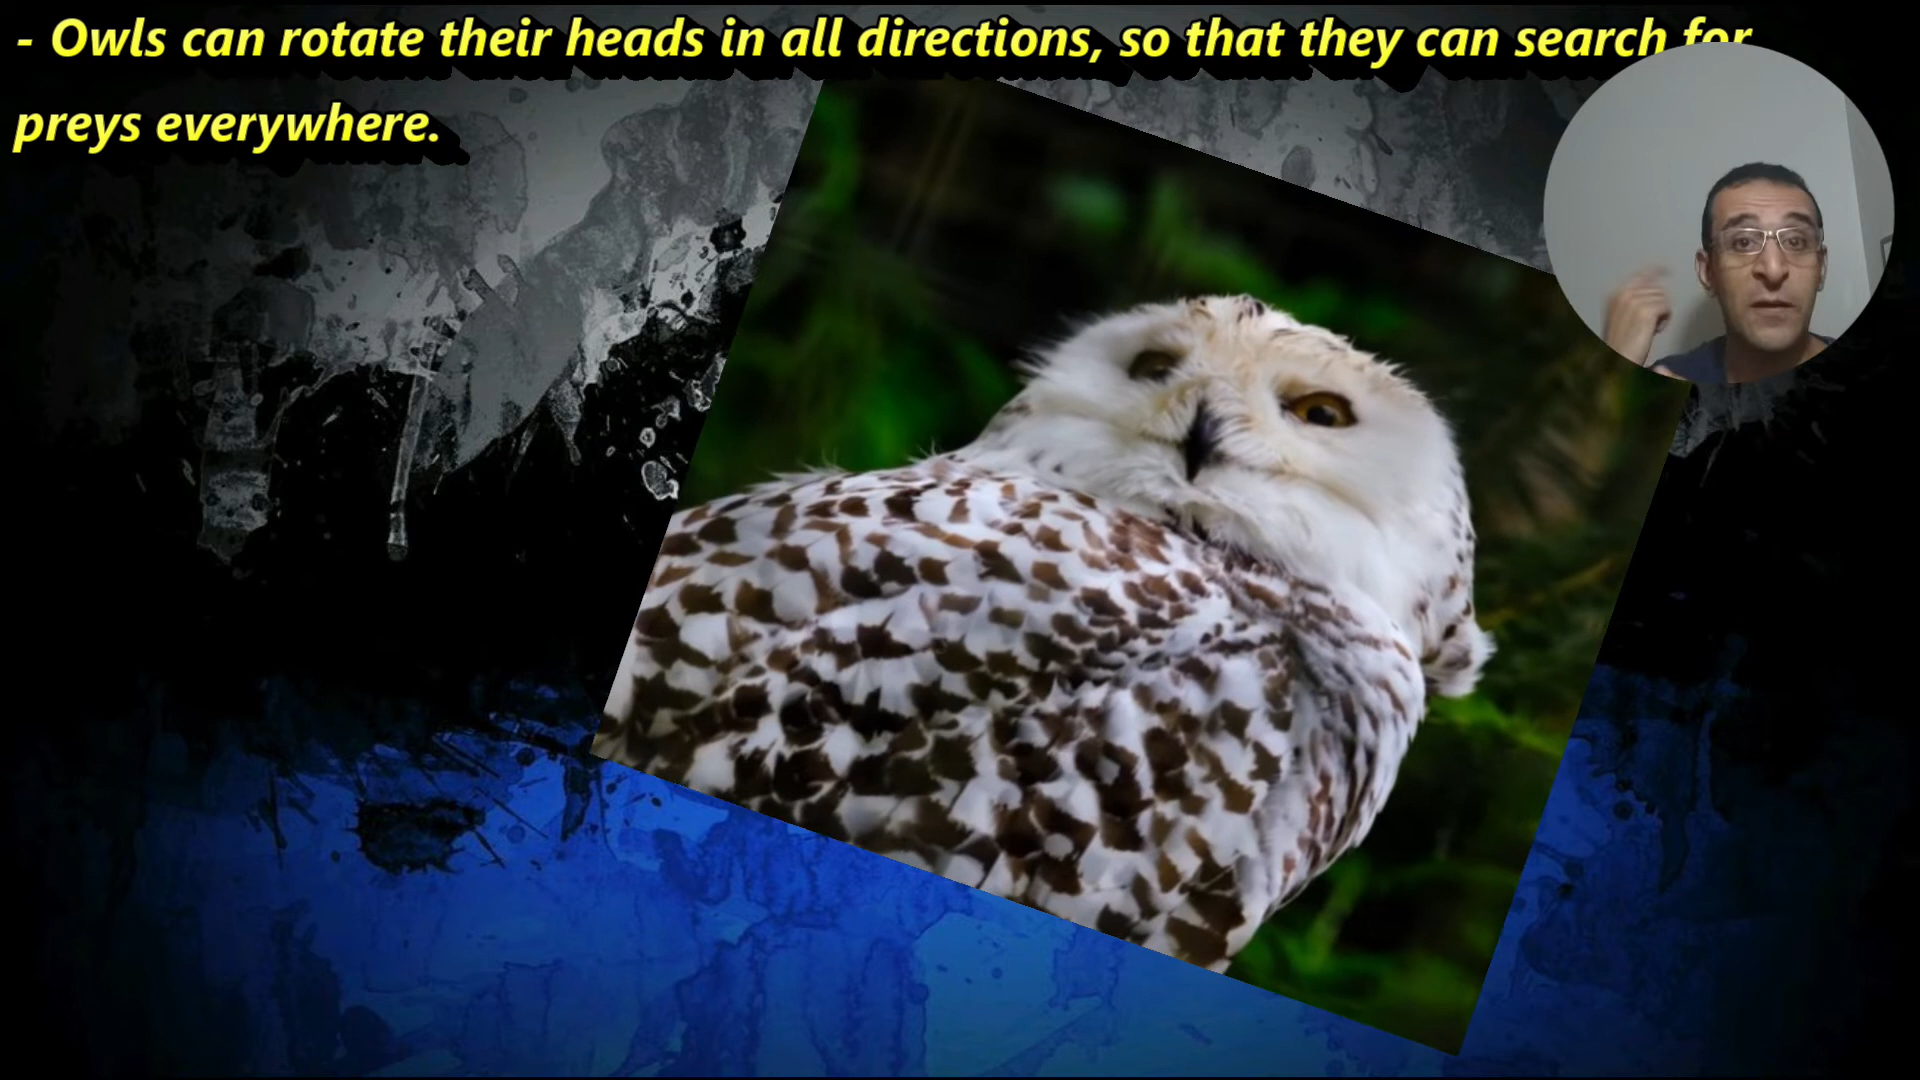 - Owls can rotate their heads in all directions, so that they can search for
preys everywhere.